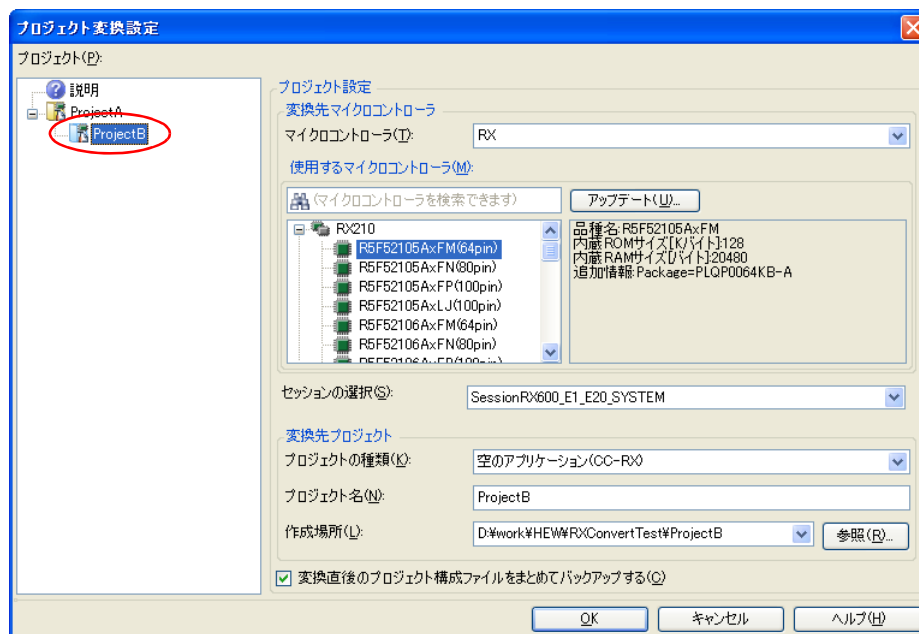 プロジェクト変換設定
プロジェクト(P):
説明
ProjectA
ProjectB
プロジェクト設定
変換先マイクロコントローラ
マイクロコントローラ(T):
RX
使用するマイクロコントローラ(M):
(マイクロコントローラを検索できます)
アップデート(U)...
RX210
R5F52105AxFM(64pin)
R5F52105AxFN(80pin)
R5F52105AxFP(100pin)
R5F52105AxLJ(100pin)
R5F52106AxFM(64pin)
R5F52106AxFN(80pin)
R5F52106AxFP(100pin)
品種名:R5F52105AxFM
内蔵ROMサイズ[Kバイト]:128
内蔵RAMサイズ[バイト]:20480
追加情報:Package=PLQP0064KB-A
セッションの選択(S):
SessionRX600_E1_E20_SYSTEM
変換先プロジェクト
プロジェクトの種類(K):
空のアプリケーション(CC-RX)
プロジェクト名(N):
ProjectB
作成場所(L):
D:¥work¥HEW¥RXConvertTest¥ProjectB
参照(R)...
変換直後のプロジェクト構成ファイルをまとめてバックアップする(C)
OK
キャンセル
ヘルプ(H)